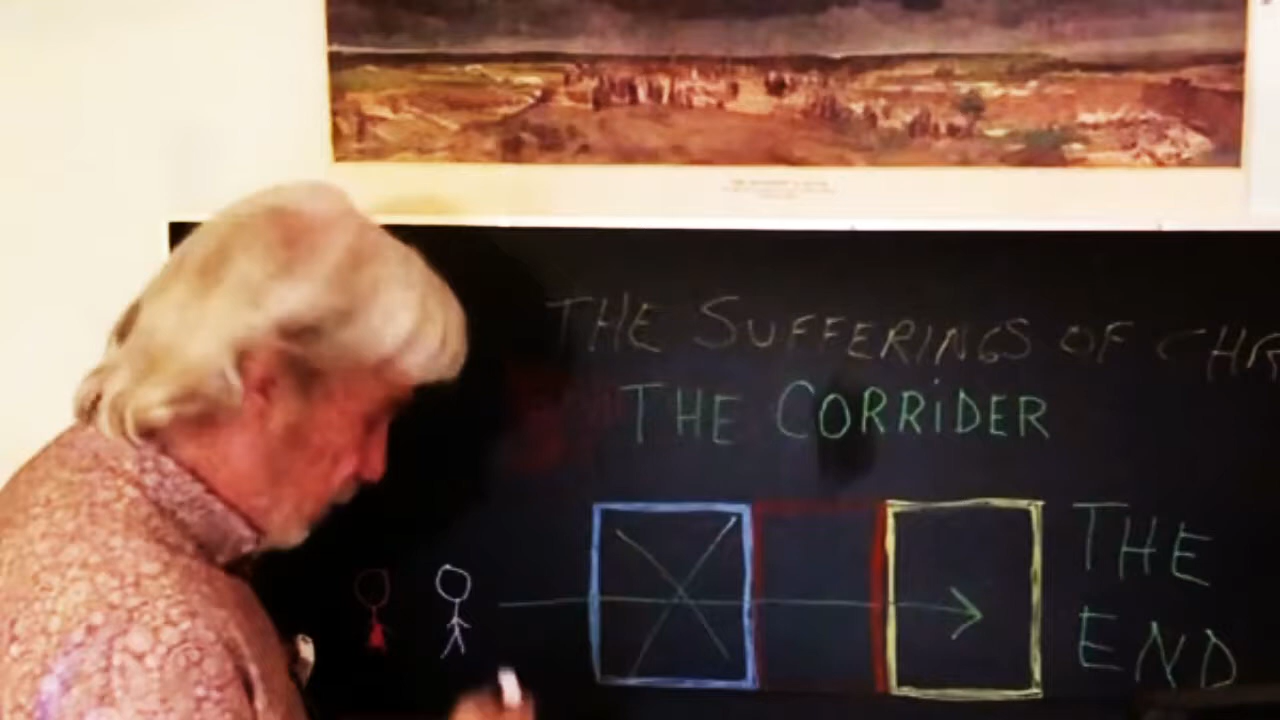 THE SUFFERINGS OF CHR
THE CORRiDER
THE
END